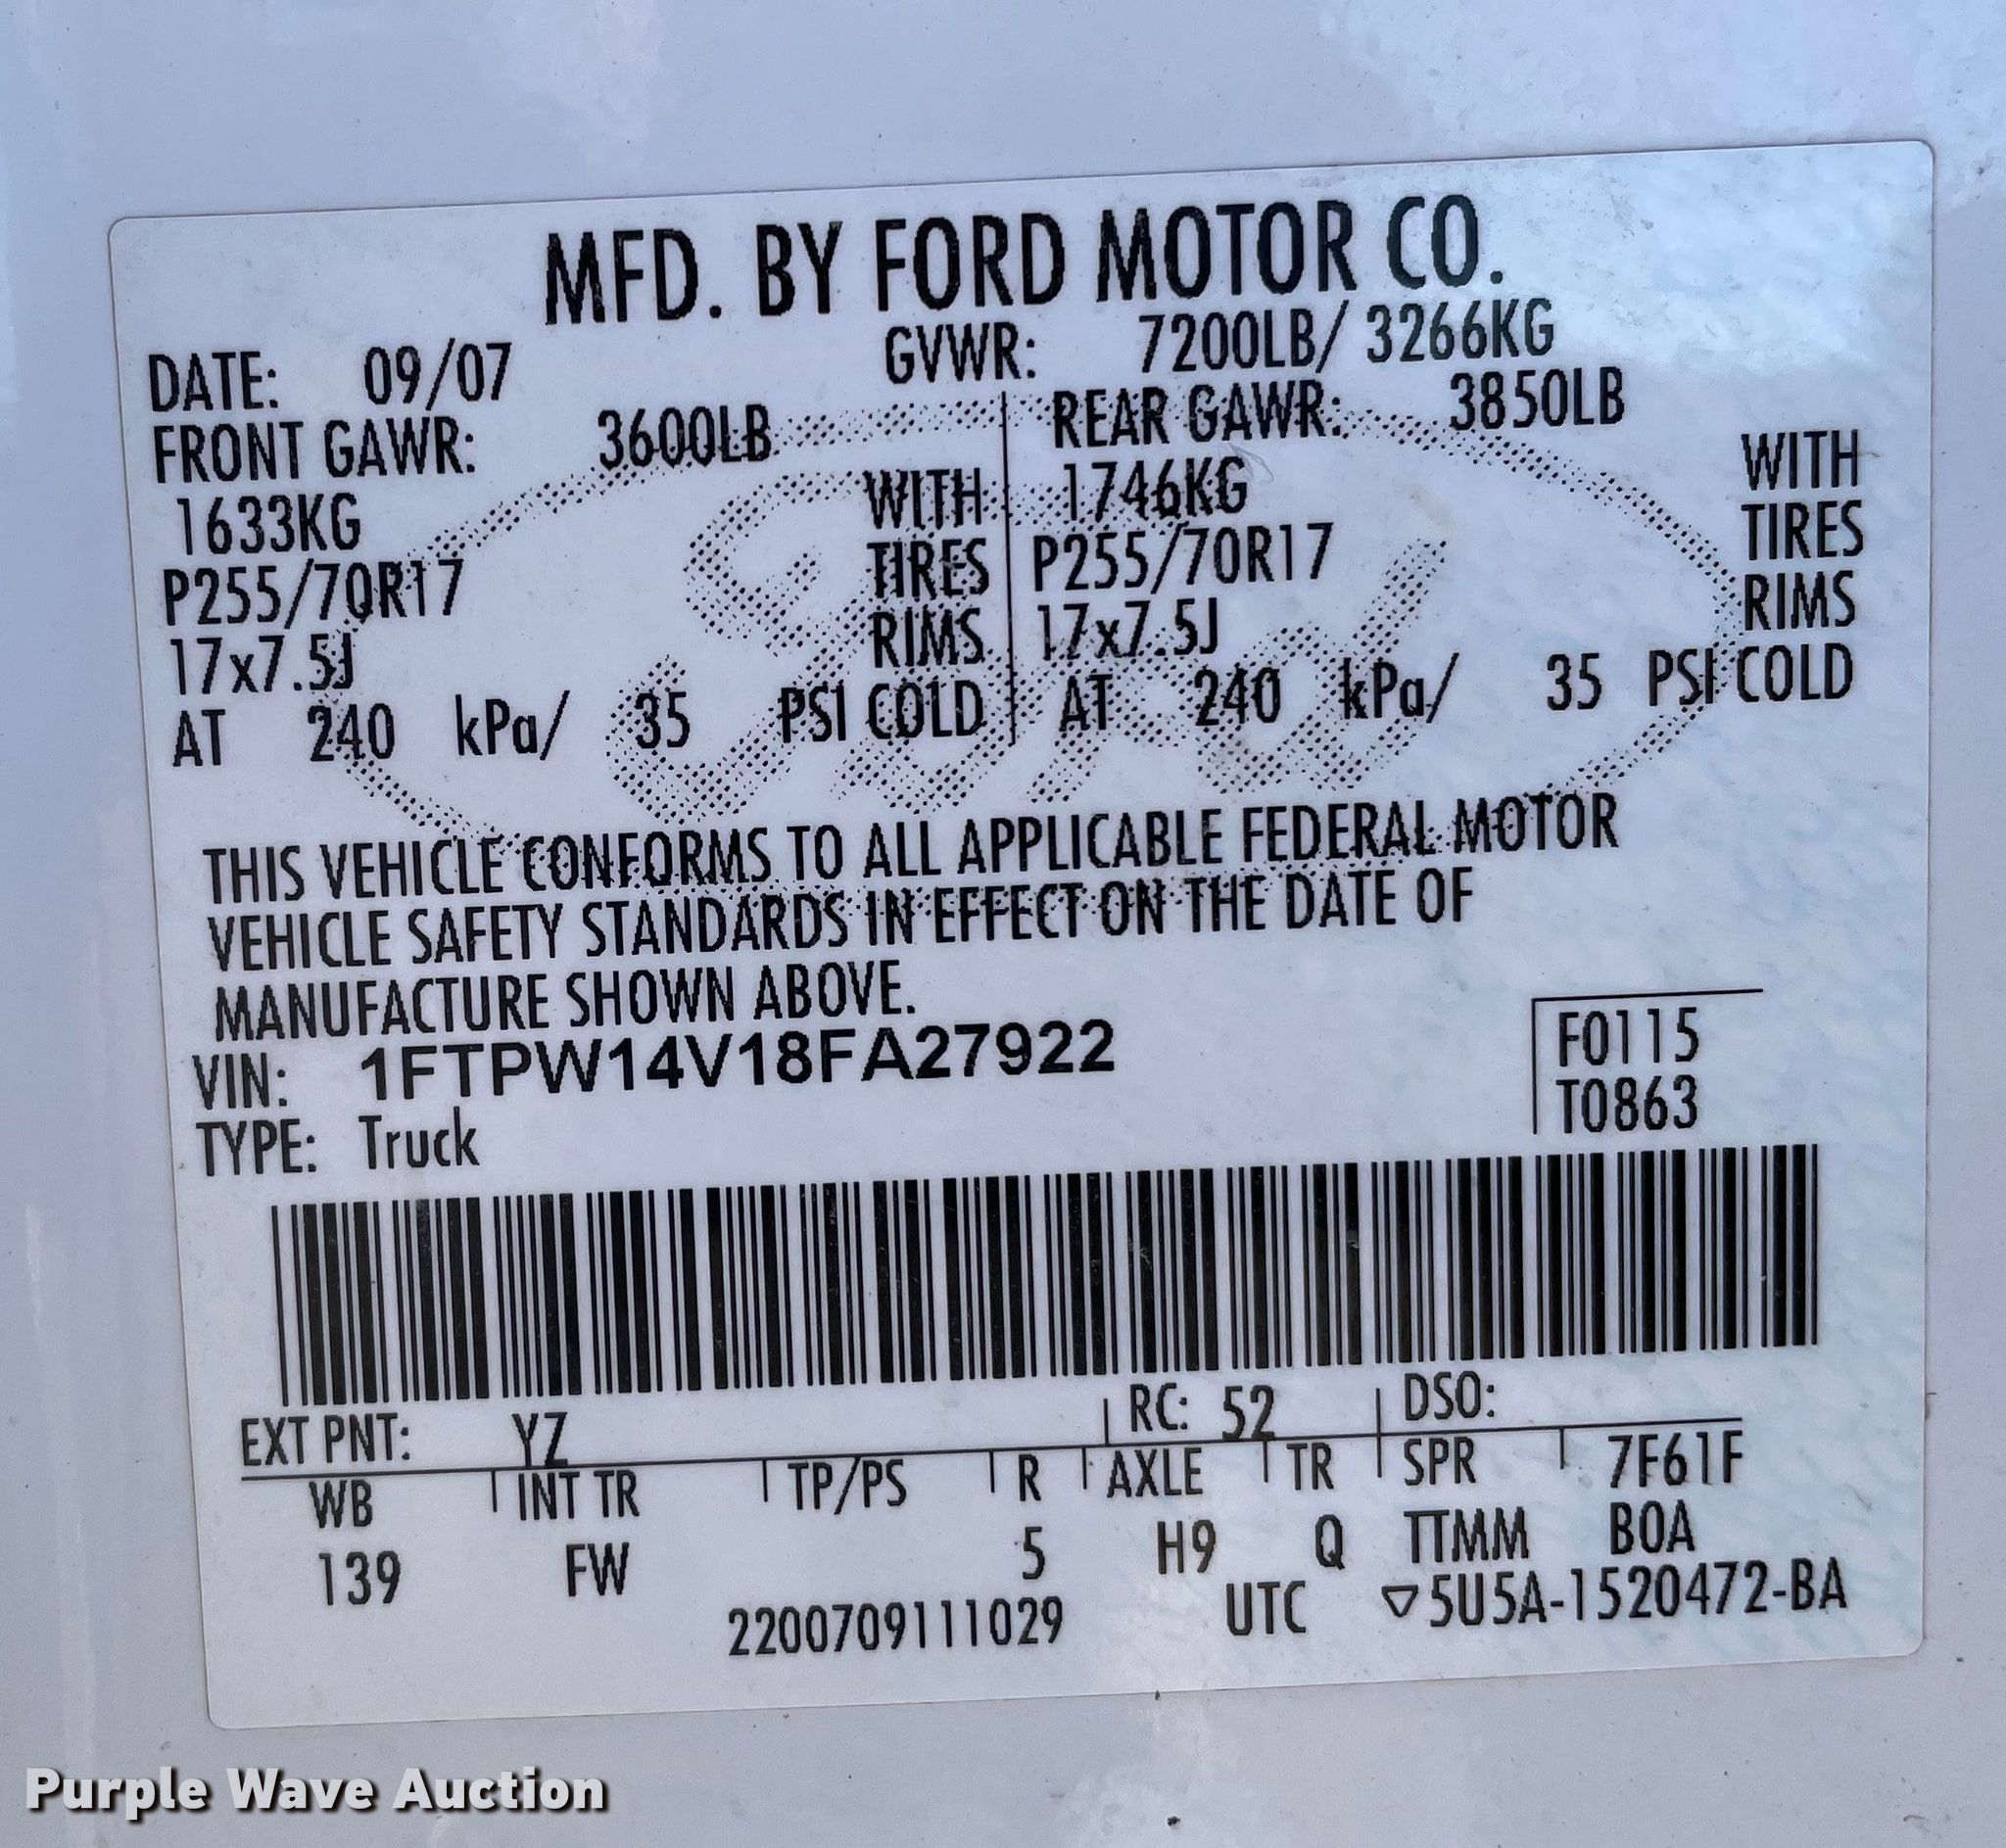 MFD. BY FORD MOTOR CO.
DATE: 09/07 GVWR: 7200LB/ 3266KG
FRONT GAWR: 3600LB REAR GAWR: 3850LB
1633KG WITH 1746KG WITH
P255/70R17 TIRES P255/70R17 TIRES
17x7.5J RIMS 17x7.5J RIMS
AT 240 kPa/ 35 PSI COLD AT 240 kPa/ 35 PSI COLD
Ford
THIS VEHICLE CONFORMS TO ALL APPLICABLE FEDERAL MOTOR
VEHICLE SAFETY STANDARDS IN EFFECT ON THE DATE OF
MANUFACTURE SHOWN ABOVE.
VIN: 1FTPW14V18FA27922 F0115
TYPE: Truck T0863
EXT PNT: YZ RC: 52 DSO:
WB INT TR TP/PS R AXLE TR SPR 7F61F
139 FW 5 H9 Q TTMM BOA
2200709111029 UTC ▽5U5A-1520472-BA
Purple Wave Auction